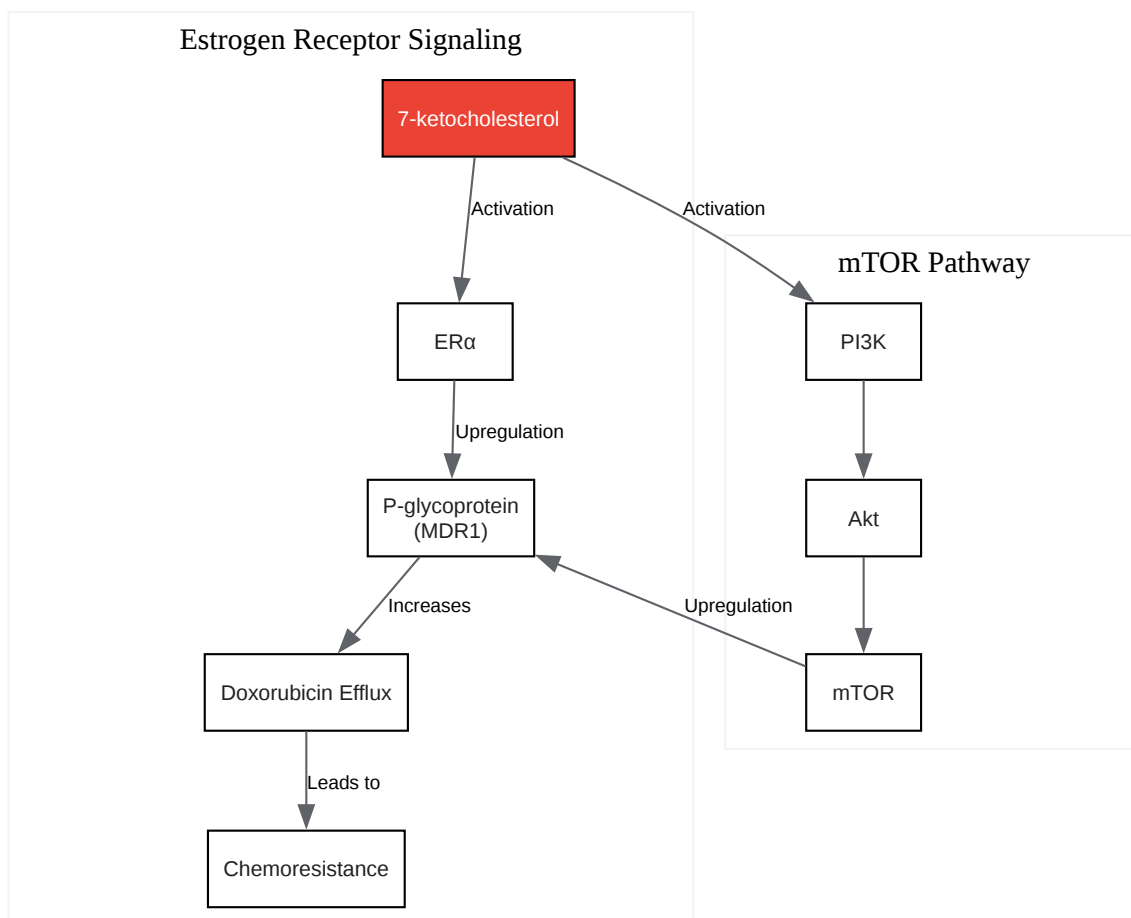 Estrogen Receptor Signaling
7-ketocholesterol
Activation
Activation
mTOR Pathway
ERα
PI3K
Upregulation
P-glycoprotein
(MDR1)
Akt
Increases
Upregulation
Doxorubicin Efflux
mTOR
Leads to
Chemoresistance